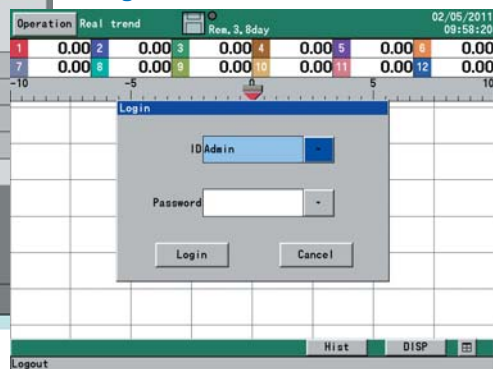 Operation Real trend Rem.3.8day 02/05/2011
09:58:20
1 0.00 2 0.00 3 0.00 4 0.00 5 0.00 6 0.00
7 0.00 8 0.00 9 0.00 10 0.00 11 0.00 12 0.00
-10 -5 0 5 10
Login
ID Admin
Password
Login Cancel
Hist DISP
Logout